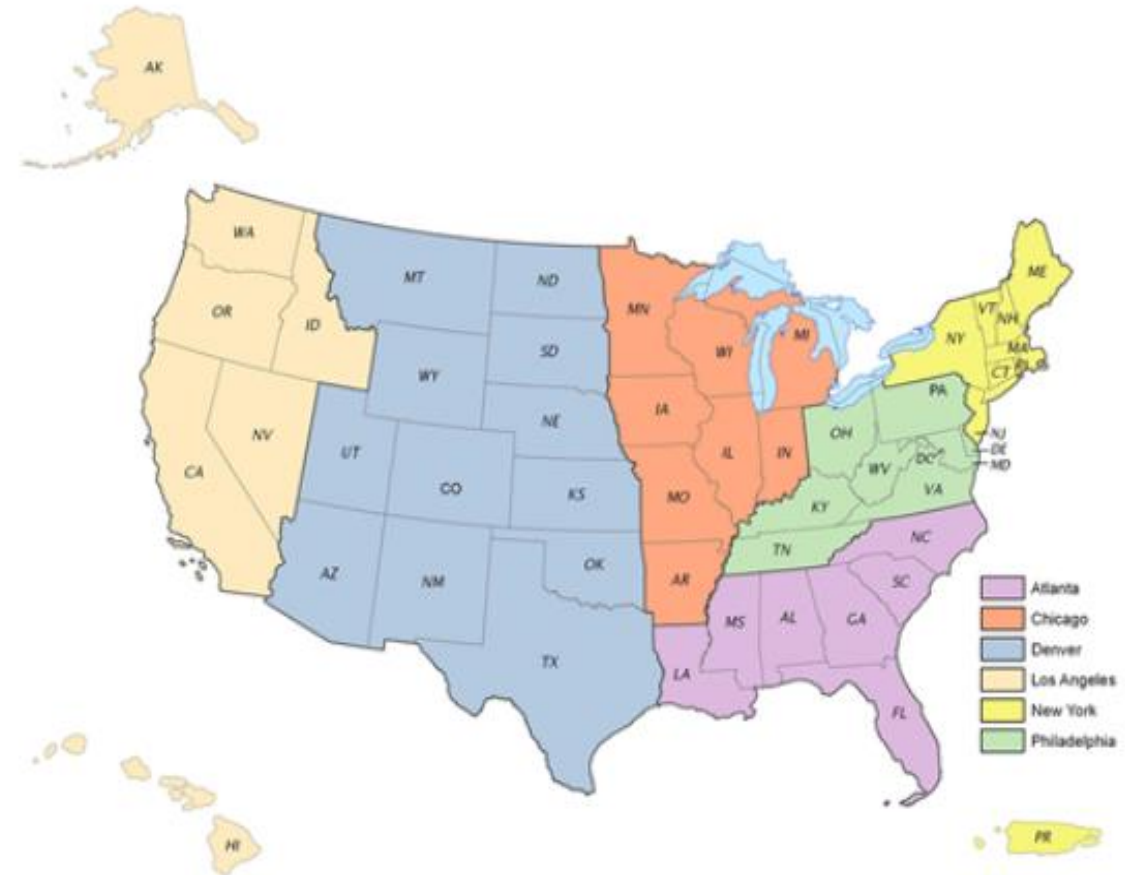 AK
WA
MT
ND
MN
ME
OR
ID
SD
WI
MI
VT
NH
NY
MA
CT
WY
NE
IA
PA
NV
UT
CA
CO
KS
IL
IN
OH
NJ
DE
MD
WV
DC
VA
MO
KY
AZ
NM
OK
AR
TN
NC
SC
MS
AL
GA
TX
LA
FL
Atlanta
Chicago
Denver
Los Angeles
New York
Philadelphia
HI
PR